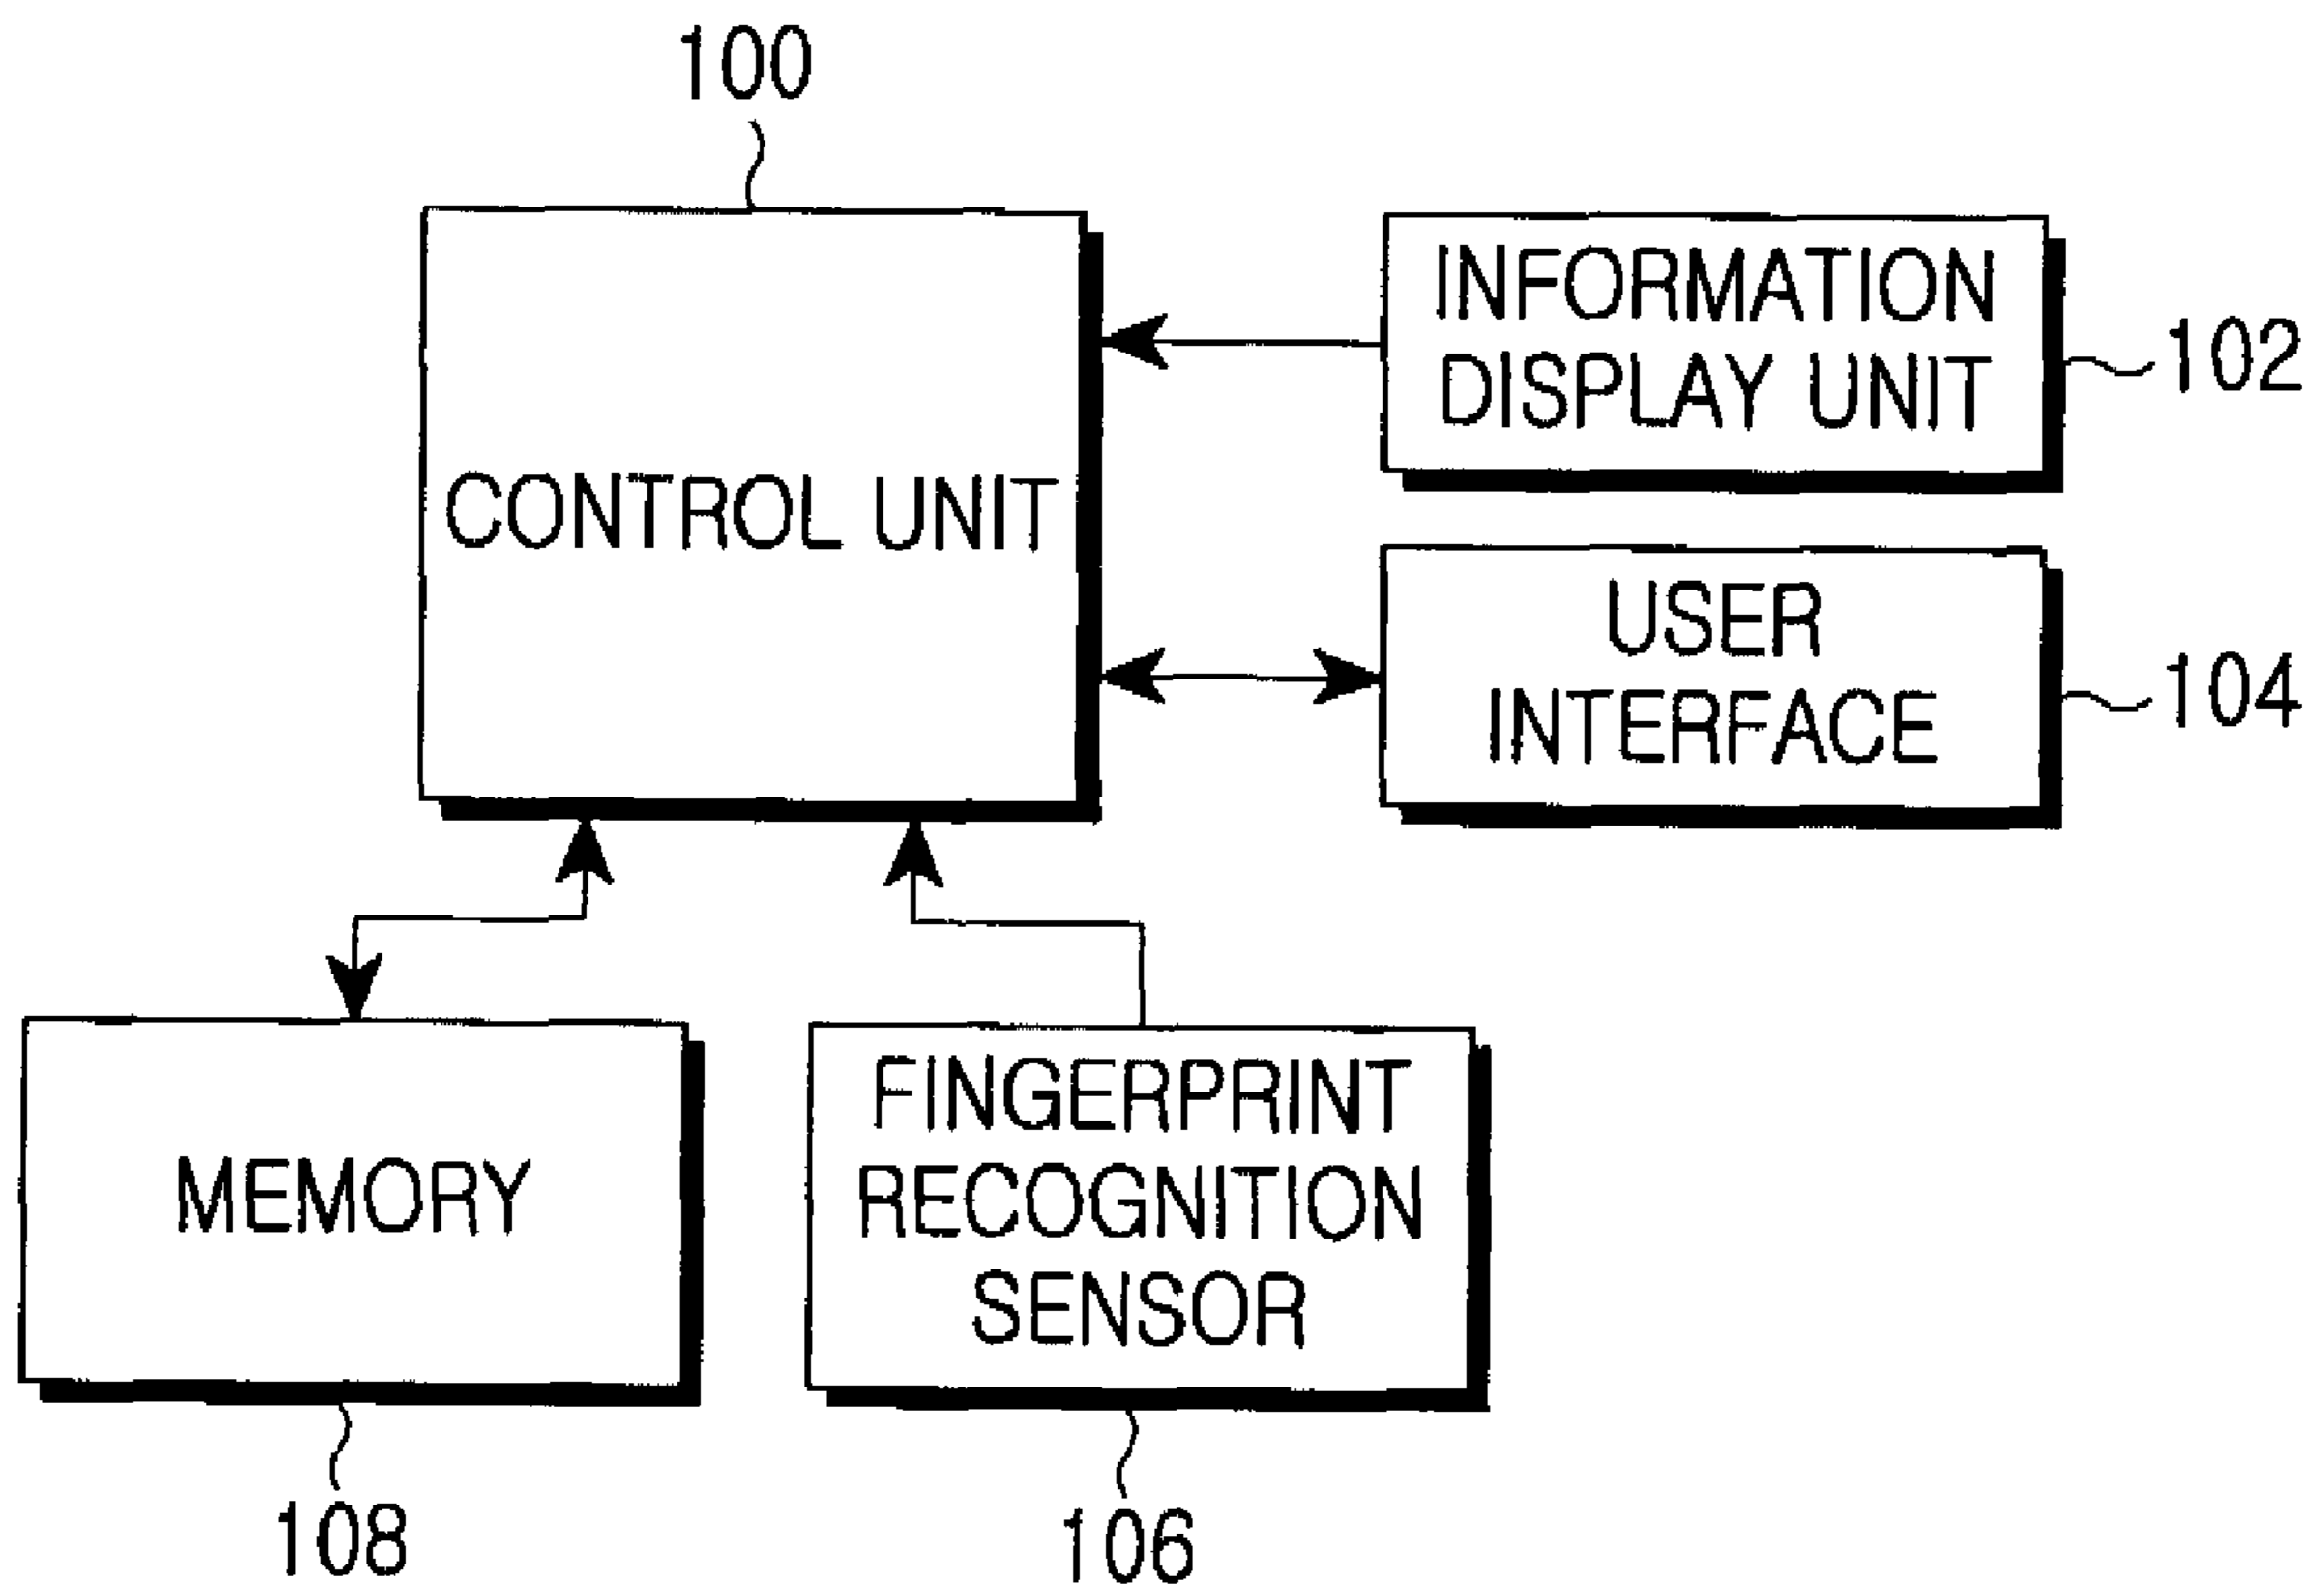 100
INFORMATION
DISPLAY UNIT
102
CONTROL UNIT
USER
INTERFACE
104
MEMORY
FINGERPRINT
RECOGNITION
SENSOR
108
106